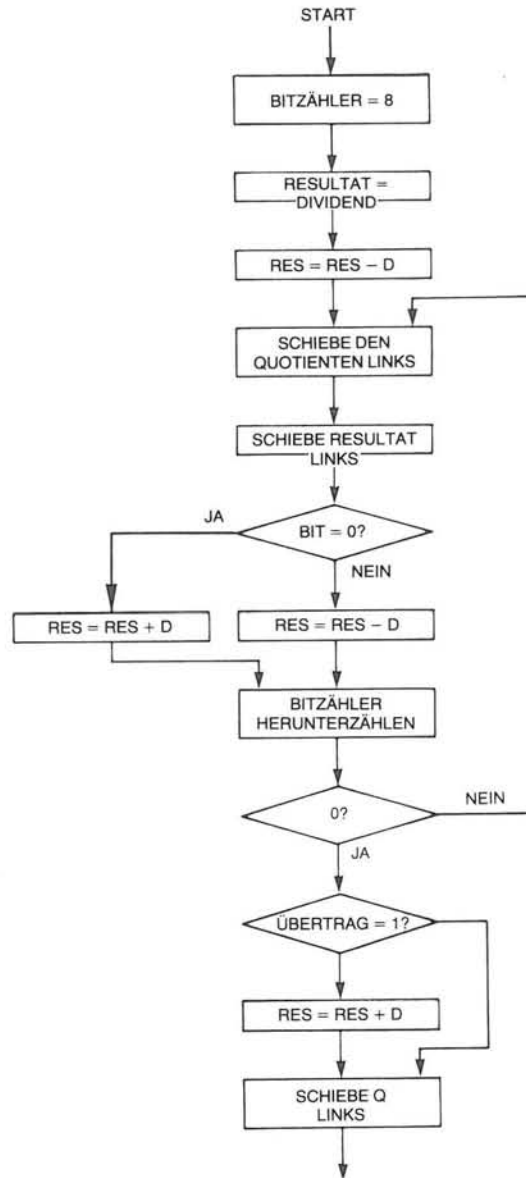 START
BITZÄHLER = 8
RESULTAT =
DIVIDEND
RES = RES − D
SCHIEBE DEN
QUOTIENTEN LINKS
SCHIEBE RESULTAT
LINKS
JA
BIT = 0?
NEIN
RES = RES + D
RES = RES − D
BITZÄHLER
HERUNTERZÄHLEN
0?
NEIN
JA
ÜBERTRAG = 1?
RES = RES + D
SCHIEBE Q
LINKS